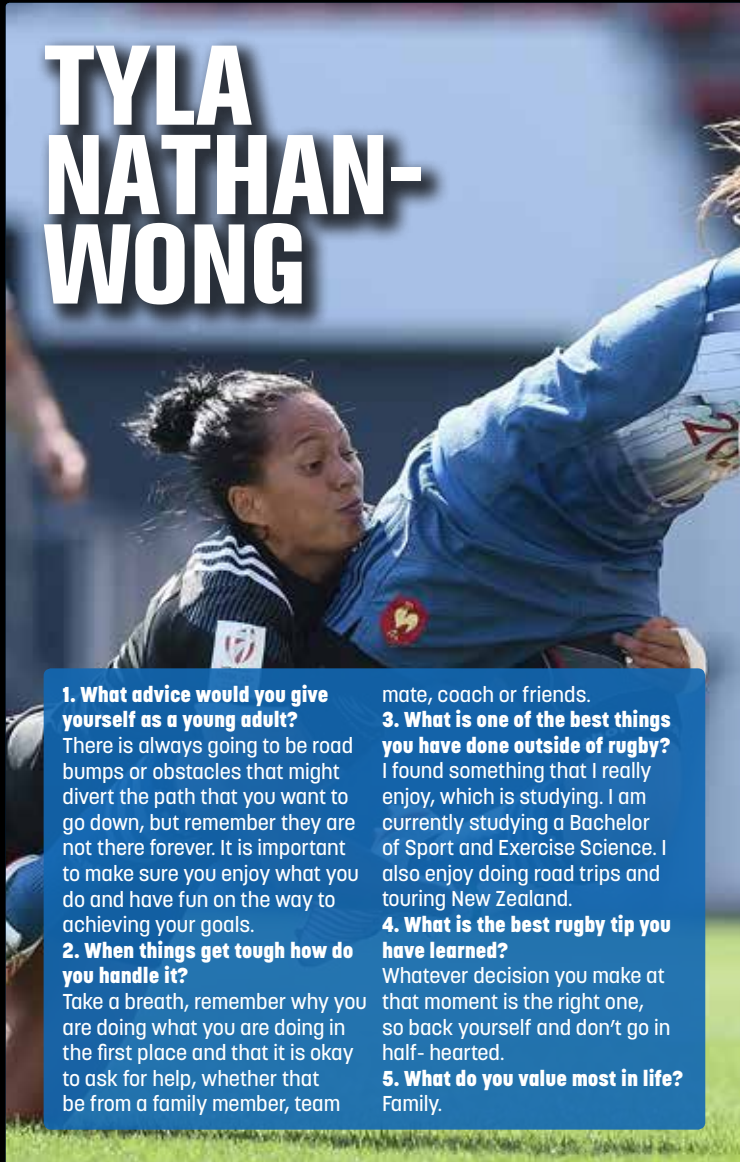 TYLA
NATHAN-
WONG
20
1. What advice would you give
yourself as a young adult?
There is always going to be road
bumps or obstacles that might
divert the path that you want to
go down, but remember they are
not there forever. It is important
to make sure you enjoy what you
do and have fun on the way to
achieving your goals.
2. When things get tough how do
you handle it?
Take a breath, remember why you
are doing what you are doing in
the first place and that it is okay
to ask for help, whether that
be from a family member, team
mate, coach or friends.
3. What is one of the best things
you have done outside of rugby?
I found something that I really
enjoy, which is studying. I am
currently studying a Bachelor
of Sport and Exercise Science. I
also enjoy doing road trips and
touring New Zealand.
4. What is the best rugby tip you
have learned?
Whatever decision you make at
that moment is the right one,
so back yourself and don’t go in
half- hearted.
5. What do you value most in life?
Family.